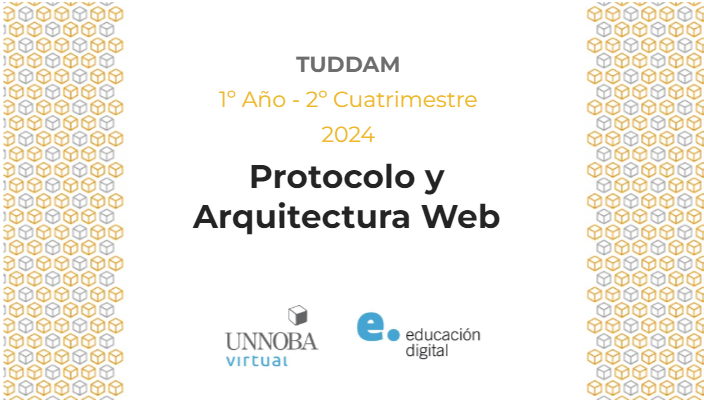 TUDDAM
1º Año - 2º Cuatrimestre
2024
Protocolo y
Arquitectura Web
UNNOBA
virtual
e.
educación
digital